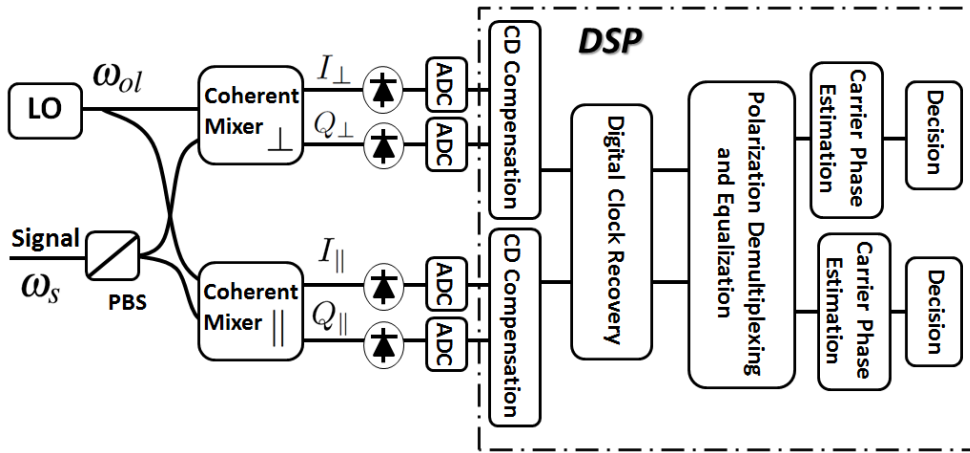 LO
ω_ol
Signal
ω_s
PBS
Coherent
Mixer ⊥
Coherent
Mixer ||
I_⊥
Q_⊥
I_||
Q_||
ADC
ADC
ADC
ADC
DSP
CD Compensation
CD Compensation
Digital Clock Recovery
Polarization Demultiplexing
and Equalization
Carrier Phase
Estimation
Carrier Phase
Estimation
Decision
Decision